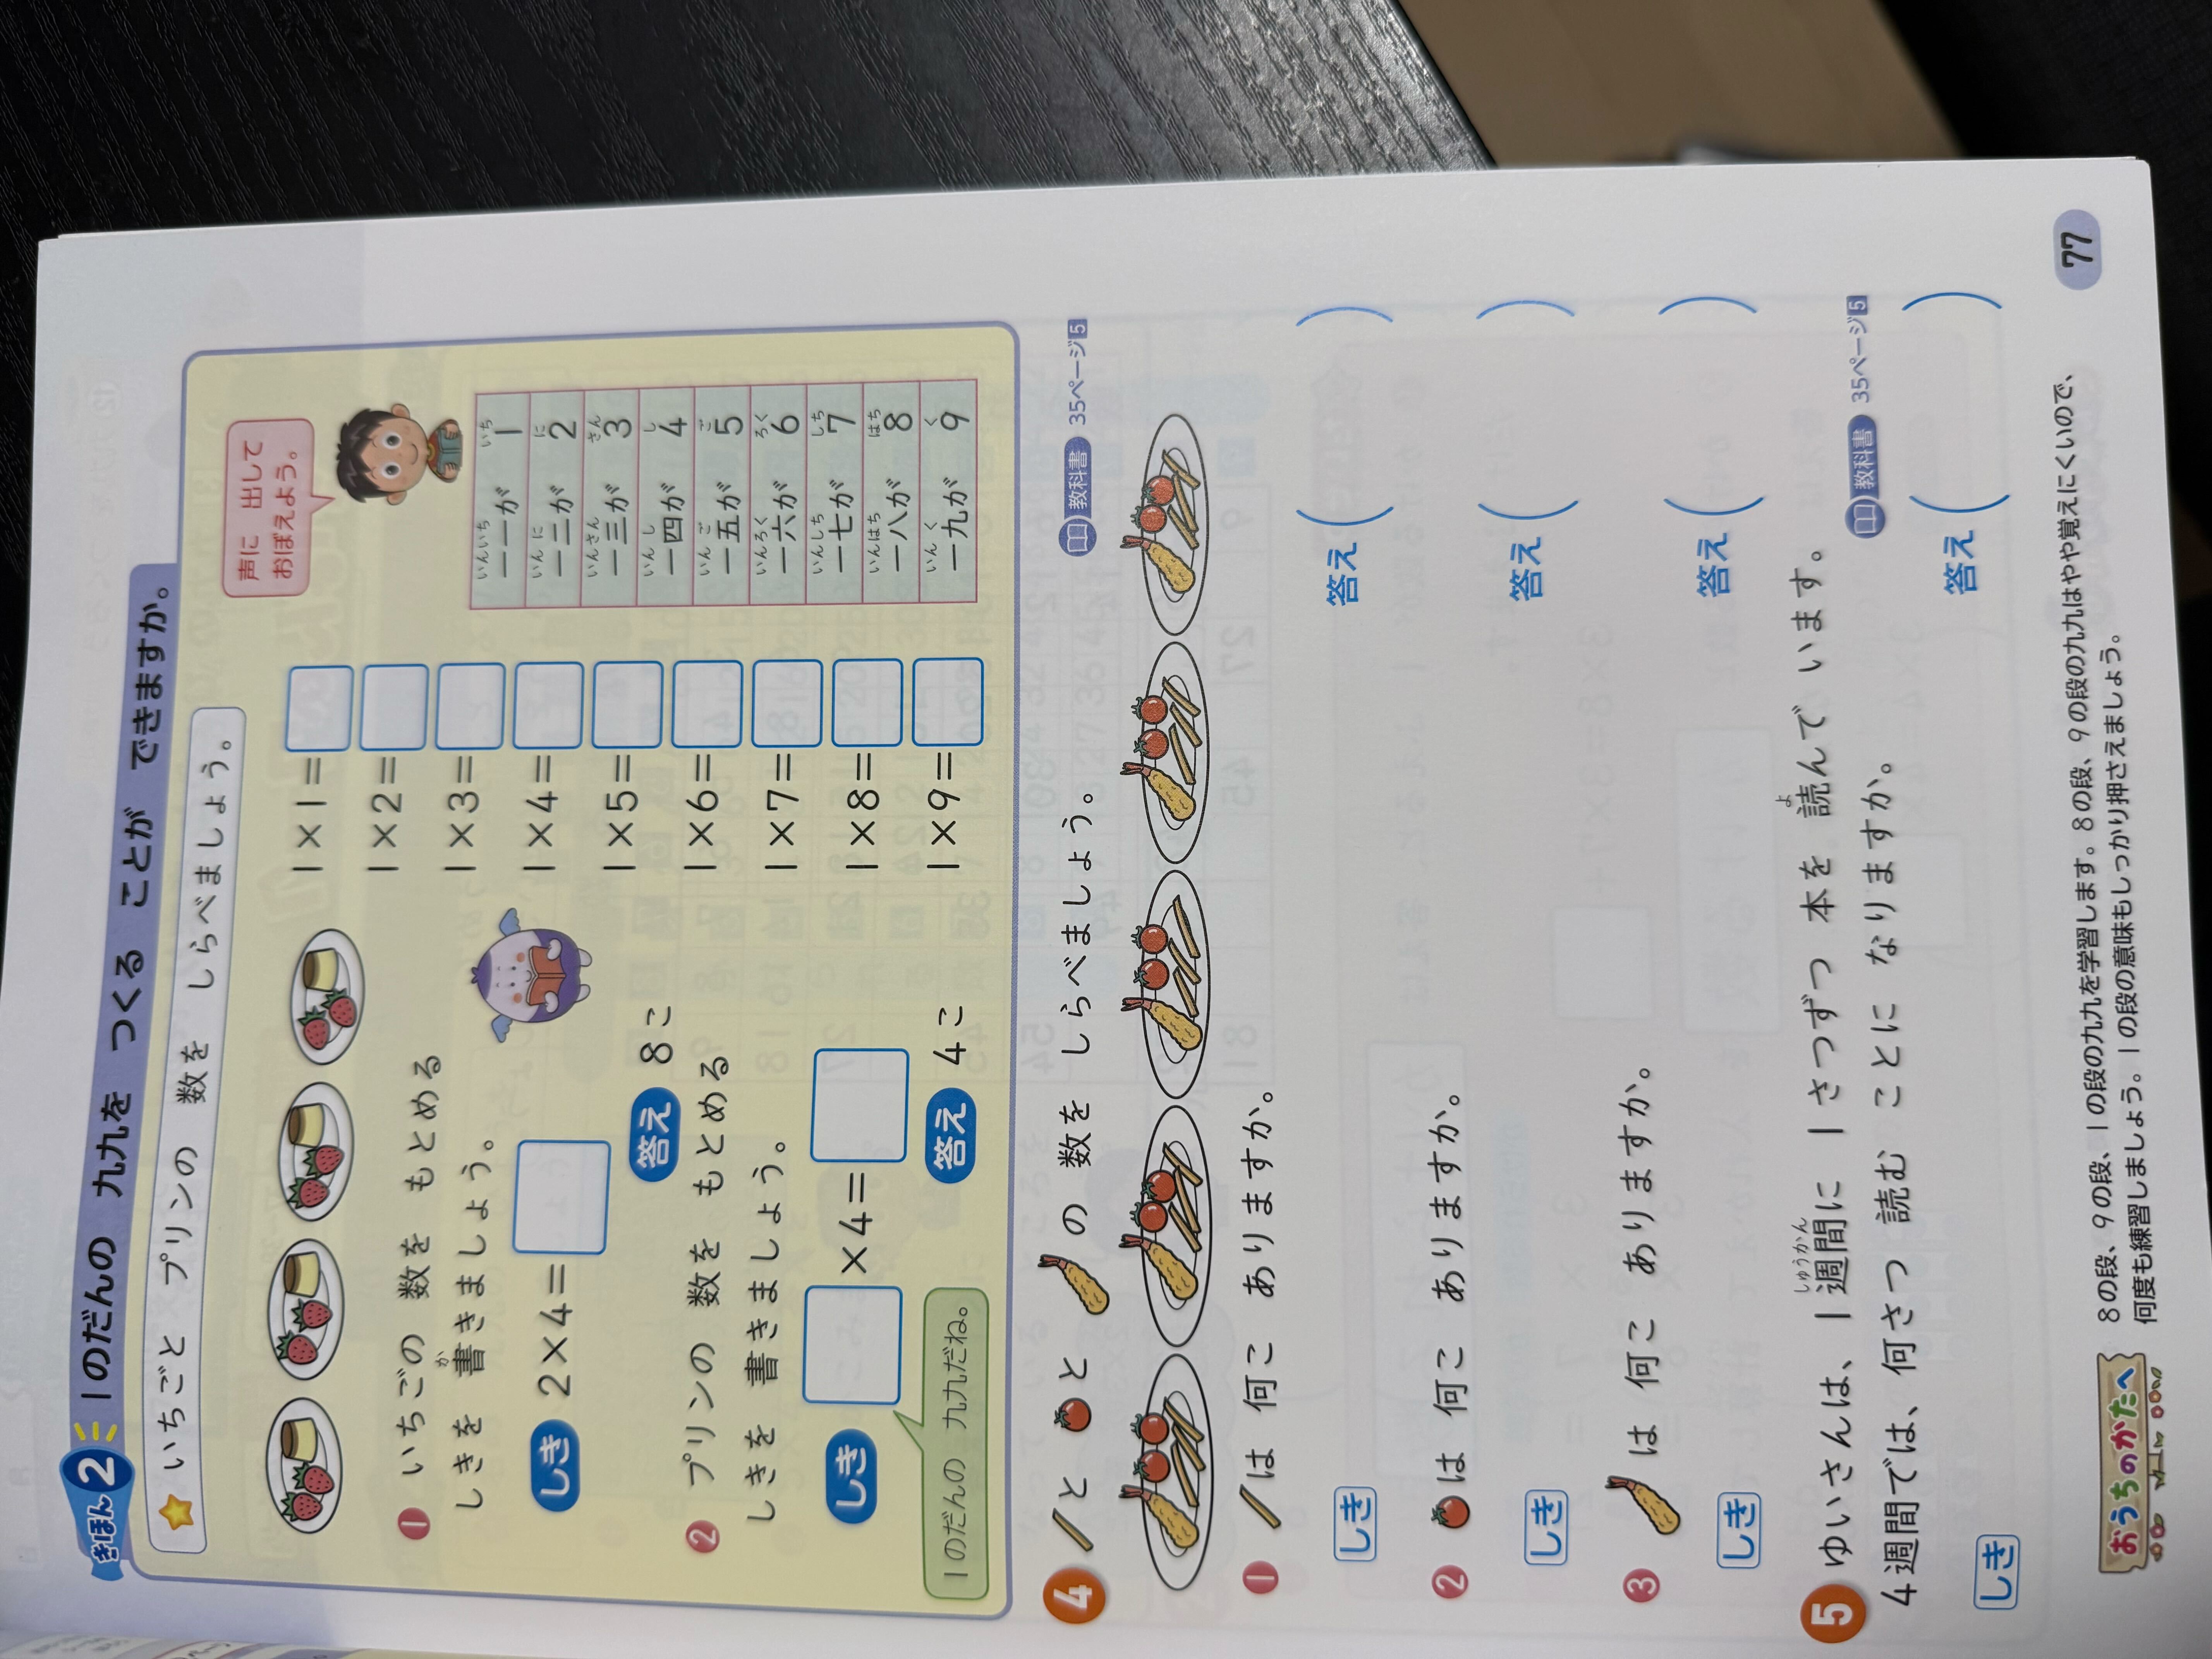 きほん 2 1のだんの 九九を つくる ことが できますか。
いちごと プリンの 数を しらべましょう。
声に 出して
おぼえよう。
1 いちごの 数を もとめる
しきを 書きましょう。
か
しき 2×4=
答え 8こ
2 プリンの 数を もとめる
しきを 書きましょう。
しき ×4=
答え 4こ
1のだんの 九九だね。
1×1=
1×2=
1×3=
1×4=
1×5=
1×6=
1×7=
1×8=
1×9=
いんいち いち
一一が 1
いんに に
一二が 2
いんさん さん
一三が 3
いんし し
一四が 4
いんご ご
一五が 5
いんろく ろく
一六が 6
いんしち しち
一七が 7
いんはち はち
一八が 8
いんく く
一九が 9
4 と と の 数を しらべましょう。
教科書 35ページ5
1 は 何こ ありますか。
しき 答え ( )
2 は 何こ ありますか。
しき 答え ( )
3 は 何こ ありますか。
しき 答え ( )
しゅうかん よ
5 ゆいさんは、1週間に 1さつずつ 本を 読んで います。
4週間では、何さつ 読む ことに なりますか。
教科書 35ページ5
しき 答え ( )
おうちのかたへ
8の段、9の段、1の段の九九を学習します。8の段、9の段の九九はやや覚えにくいので、
何度も練習しましょう。1の段の意味もしっかり押さえましょう。
77